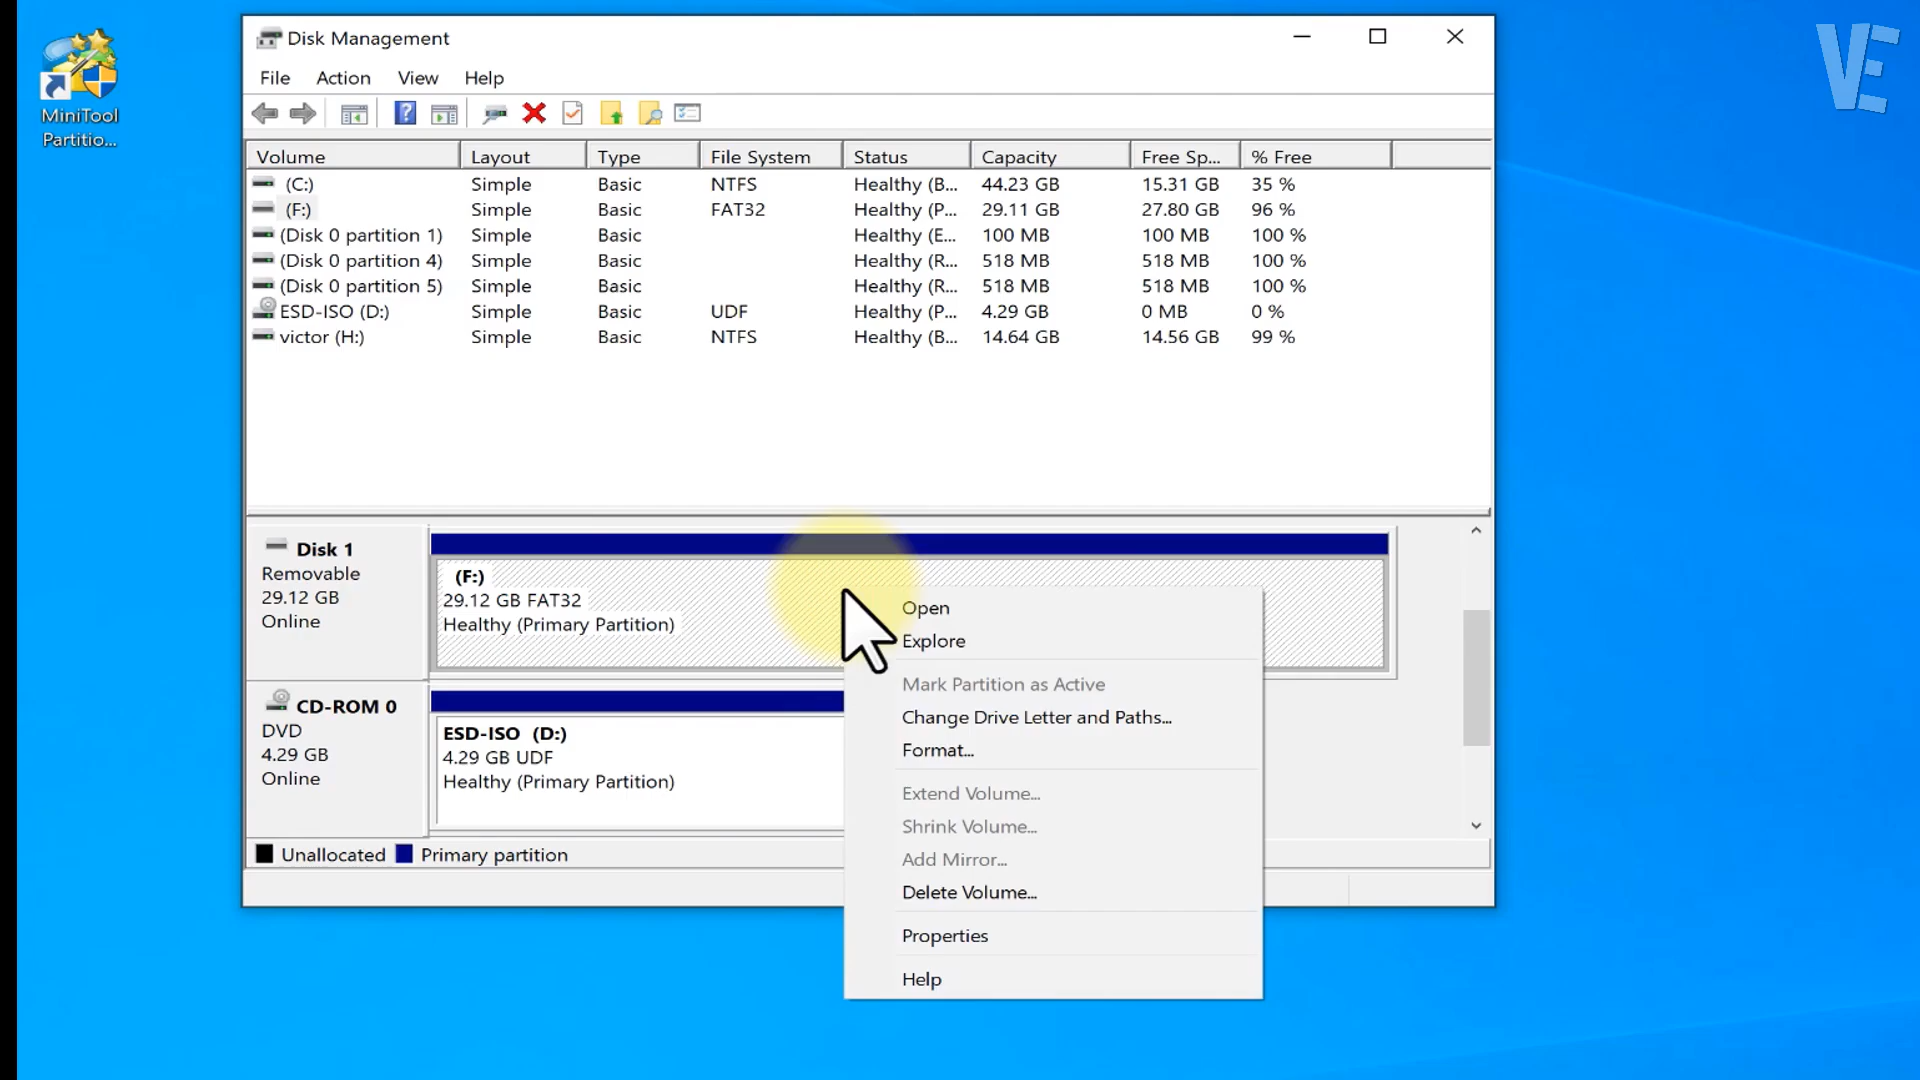 VE
MiniTool
Partitio...
Disk Management
File Action View Help
Volume Layout Type File System Status Capacity Free Sp... % Free
(C:) Simple Basic NTFS Healthy (B... 44.23 GB 15.31 GB 35 %
(F:) Simple Basic FAT32 Healthy (P... 29.11 GB 27.80 GB 96 %
(Disk 0 partition 1) Simple Basic Healthy (E... 100 MB 100 MB 100 %
(Disk 0 partition 4) Simple Basic Healthy (R... 518 MB 518 MB 100 %
(Disk 0 partition 5) Simple Basic Healthy (R... 518 MB 518 MB 100 %
ESD-ISO (D:) Simple Basic UDF Healthy (P... 4.29 GB 0 MB 0 %
victor (H:) Simple Basic NTFS Healthy (B... 14.64 GB 14.56 GB 99 %
Disk 1
Removable
29.12 GB
Online
(F:)
29.12 GB FAT32
Healthy (Primary Partition)
CD-ROM 0
DVD
4.29 GB
Online
ESD-ISO (D:)
4.29 GB UDF
Healthy (Primary Partition)
Unallocated Primary partition
Open
Explore
Mark Partition as Active
Change Drive Letter and Paths...
Format...
Extend Volume...
Shrink Volume...
Add Mirror...
Delete Volume...
Properties
Help